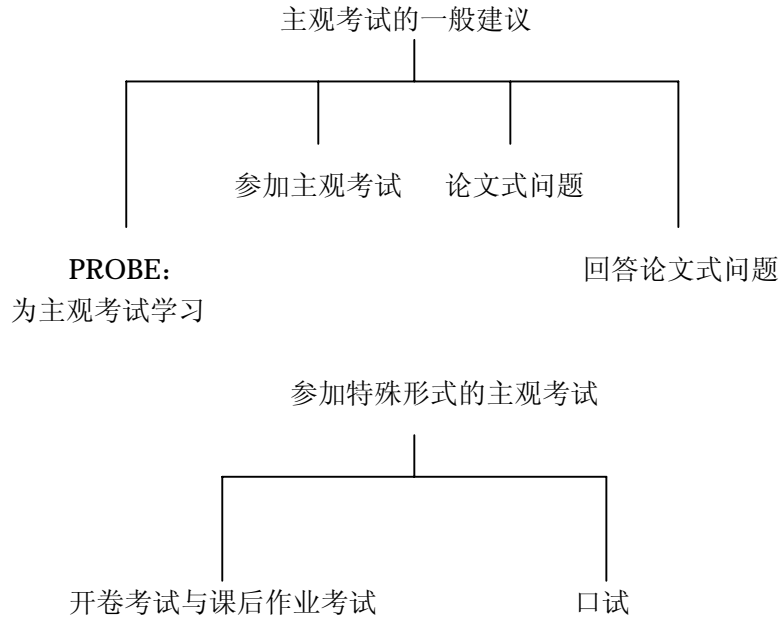 主观考试的一般建议
参加主观考试 论文式问题
PROBE: 回答论文式问题
为主观考试学习
参加特殊形式的主观考试
开卷考试与课后作业考试 口试